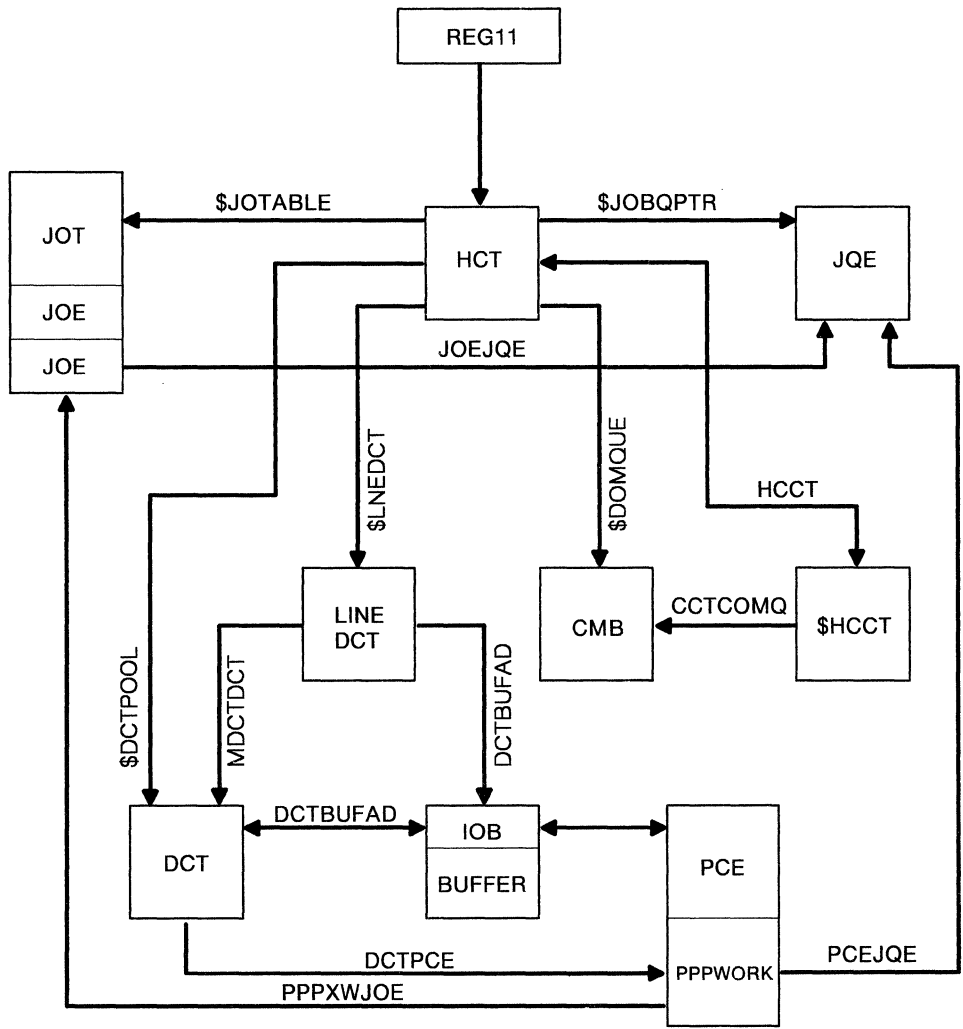 REG11
$JOTABLE
$JOBQPTR
JOT
HCT
JQE
JOE
JOEJQE
JOE
$LNEDCT
$DOMQUE
HCCT
LINE
DCT
CMB
CCTCOMQ
$HCCT
$DCTPOOL
MDCTDCT
DCTBUFAD
DCTBUFAD
IOB
DCT
BUFFER
PCE
DCTPCE
PPPWORK
PCEJQE
PPPXWJOE